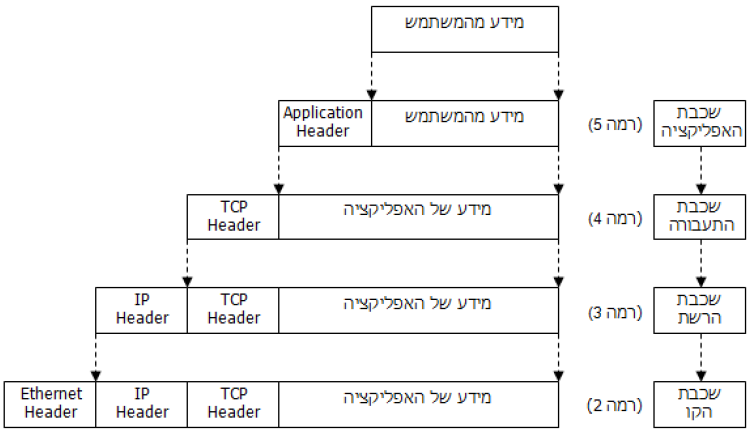 מידע מהמשתמש
Application
Header
מידע מהמשתמש
(רמה 5)
שכבת
האפליקציה
TCP
Header
מידע של האפליקציה
(רמה 4)
שכבת
התעבורה
IP
Header
TCP
Header
מידע של האפליקציה
(רמה 3)
שכבת
הרשת
Ethernet
Header
IP
Header
TCP
Header
מידע של האפליקציה
(רמה 2)
שכבת
הקו